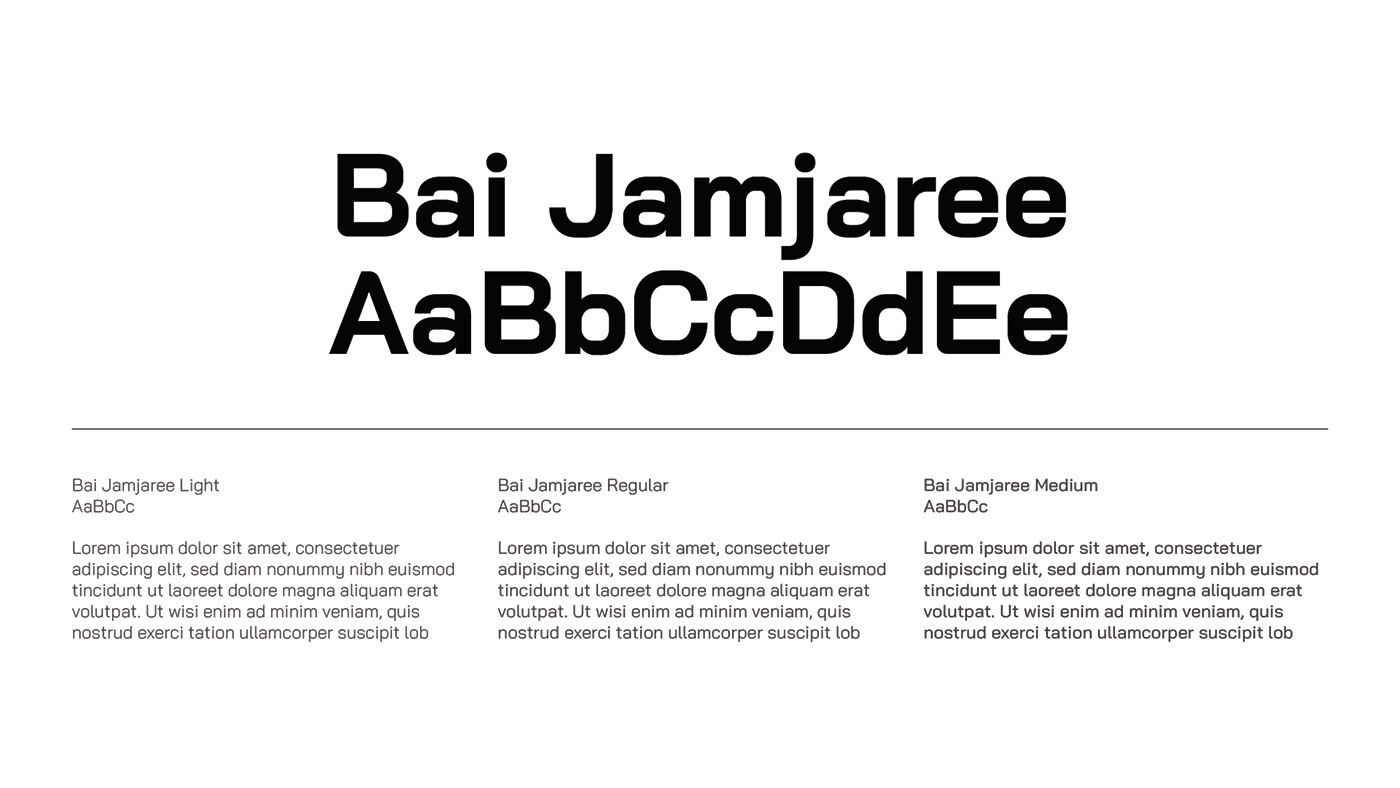 Bai Jamjaree
AaBbCcDdEe
Bai Jamjaree Light
AaBbCc
Lorem ipsum dolor sit amet, consectetuer
adipiscing elit, sed diam nonummy nibh euismod
tincidunt ut laoreet dolore magna aliquam erat
volutpat. Ut wisi enim ad minim veniam, quis
nostrud exerci tation ullamcorper suscipit lob
Bai Jamjaree Regular
AaBbCc
Lorem ipsum dolor sit amet, consectetuer
adipiscing elit, sed diam nonummy nibh euismod
tincidunt ut laoreet dolore magna aliquam erat
volutpat. Ut wisi enim ad minim veniam, quis
nostrud exerci tation ullamcorper suscipit lob
Bai Jamjaree Medium
AaBbCc
Lorem ipsum dolor sit amet, consectetuer
adipiscing elit, sed diam nonummy nibh euismod
tincidunt ut laoreet dolore magna aliquam erat
volutpat. Ut wisi enim ad minim veniam, quis
nostrud exerci tation ullamcorper suscipit lob